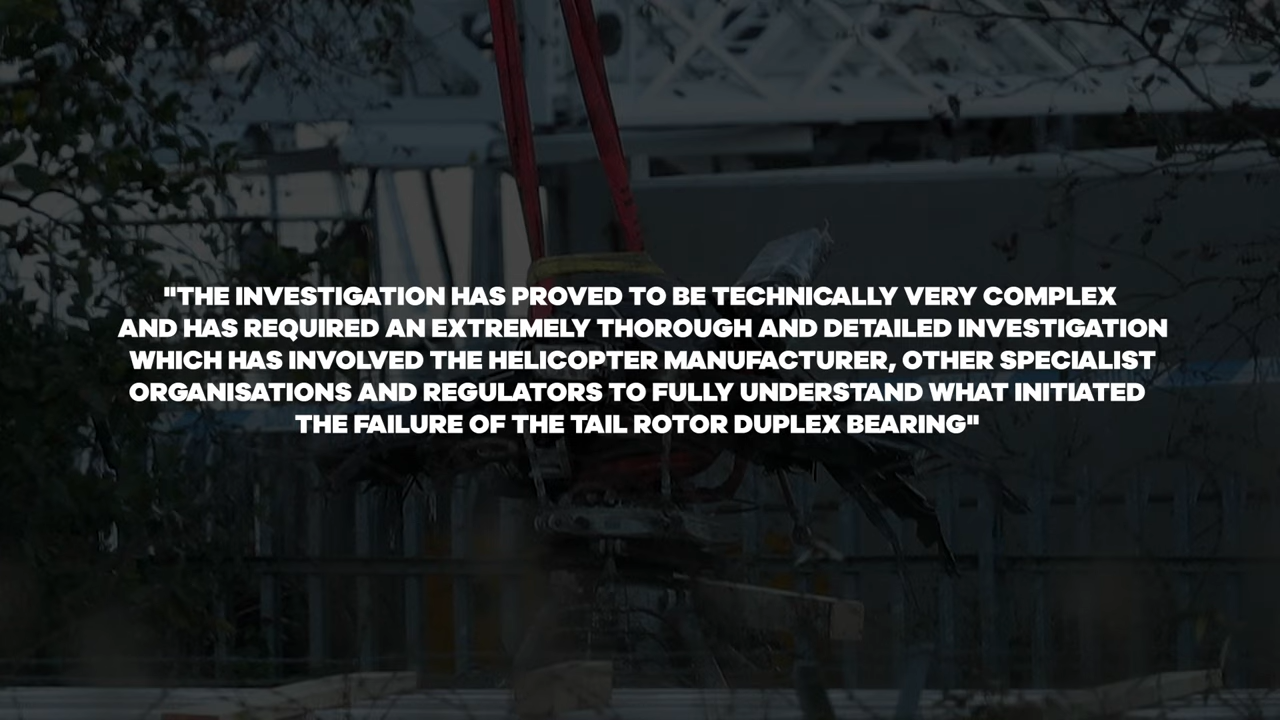 "THE INVESTIGATION HAS PROVED TO BE TECHNICALLY VERY COMPLEX
AND HAS REQUIRED AN EXTREMELY THOROUGH AND DETAILED INVESTIGATION
WHICH HAS INVOLVED THE HELICOPTER MANUFACTURER, OTHER SPECIALIST
ORGANISATIONS AND REGULATORS TO FULLY UNDERSTAND WHAT INITIATED
THE FAILURE OF THE TAIL ROTOR DUPLEX BEARING"